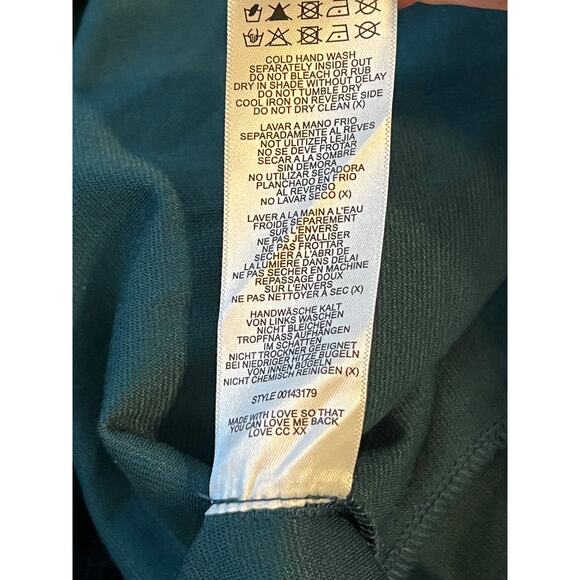 COLD HAND WASH
SEPARATELY INSIDE OUT
DO NOT BLEACH OR RUB
DRY IN SHADE WITHOUT DELAY
DO NOT TUMBLE DRY
COOL IRON ON REVERSE SIDE
DO NOT DRY CLEAN (X)
LAVAR A MANO FRIO
SEPARADAMENTE AL REVES
NOT ULITIZER LEJIA
NO SE DEVE FROTAR
SECAR A LA SOMBRE
SIN DEMORA
NO UTILIZAR SECADORA
PLANCHADO EN FRIO
AL REVERSO
NO LAVAR SECO (X)
LAVER A LA MAIN A L'EAU
FROIDE SEPAREMENT
SUR L'ENVERS
NE PAS JEVALLISER
NE PAS FROTTAR
SECHER A L'ABRI DE
LA LUMIERE DANS DELAI
NE PAS SECHER EN MACHINE
REPASSAGE DOUX
SUR L'ENVERS
NE PAS NETTOYER A SEC (X)
HANDWÄSCHE KALT
VON LINKS WASCHEN
NICHT BLEICHEN
TROPFNASS AUFHÄNGEN
IM SCHATTEN
NICHT TROCKNER GEEIGNET
BEI NIEDRIGER HITZE BUGELN
VON INNEN BUGELN
NICHT CHEMISCH REINIGEN (X)
STYLE 00143179
MADE WITH LOVE SO THAT
YOU CAN LOVE ME BACK
LOVE CC XX